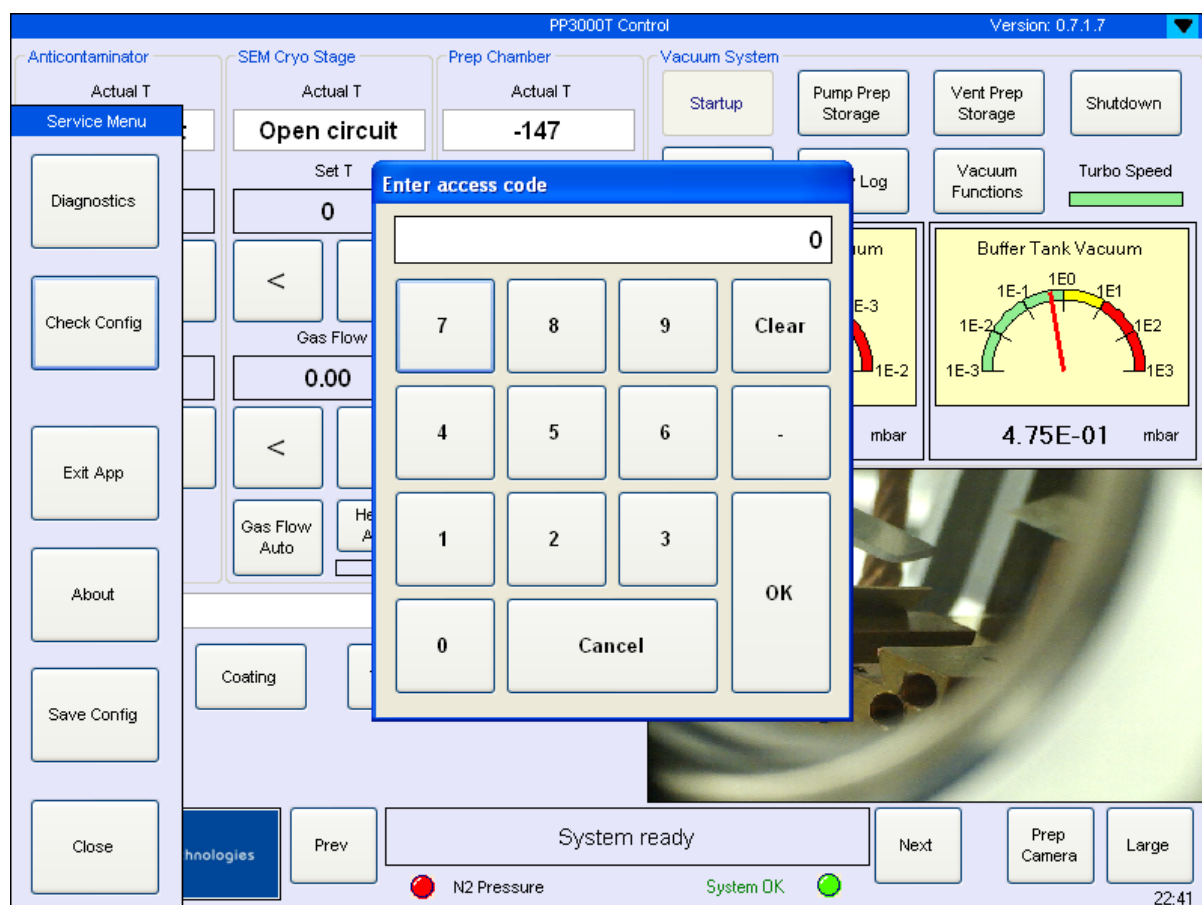 PP3000T Control
Version: 0.7.1.7
Anticontaminator
Actual T
SEM Cryo Stage
Actual T
Open circuit
Set T
0
<
Gas Flow
0.00
<
Gas Flow
Auto
Prep Chamber
Actual T
-147
Vacuum System
Startup
Pump Prep
Storage
Vent Prep
Storage
Shutdown
Log
Vacuum
Functions
Turbo Speed
1E-2
mbar
Buffer Tank Vacuum
1E-3
1E-2
1E-1
1E0
1E1
1E2
1E3
4.75E-01 mbar
Service Menu
Diagnostics
Check Config
Exit App
About
Save Config
Close
Enter access code
0
7
8
9
Clear
4
5
6
-
1
2
3
OK
0
Cancel
Coating
Prev
System ready
Next
Prep
Camera
Large
N2 Pressure
System OK
22:41